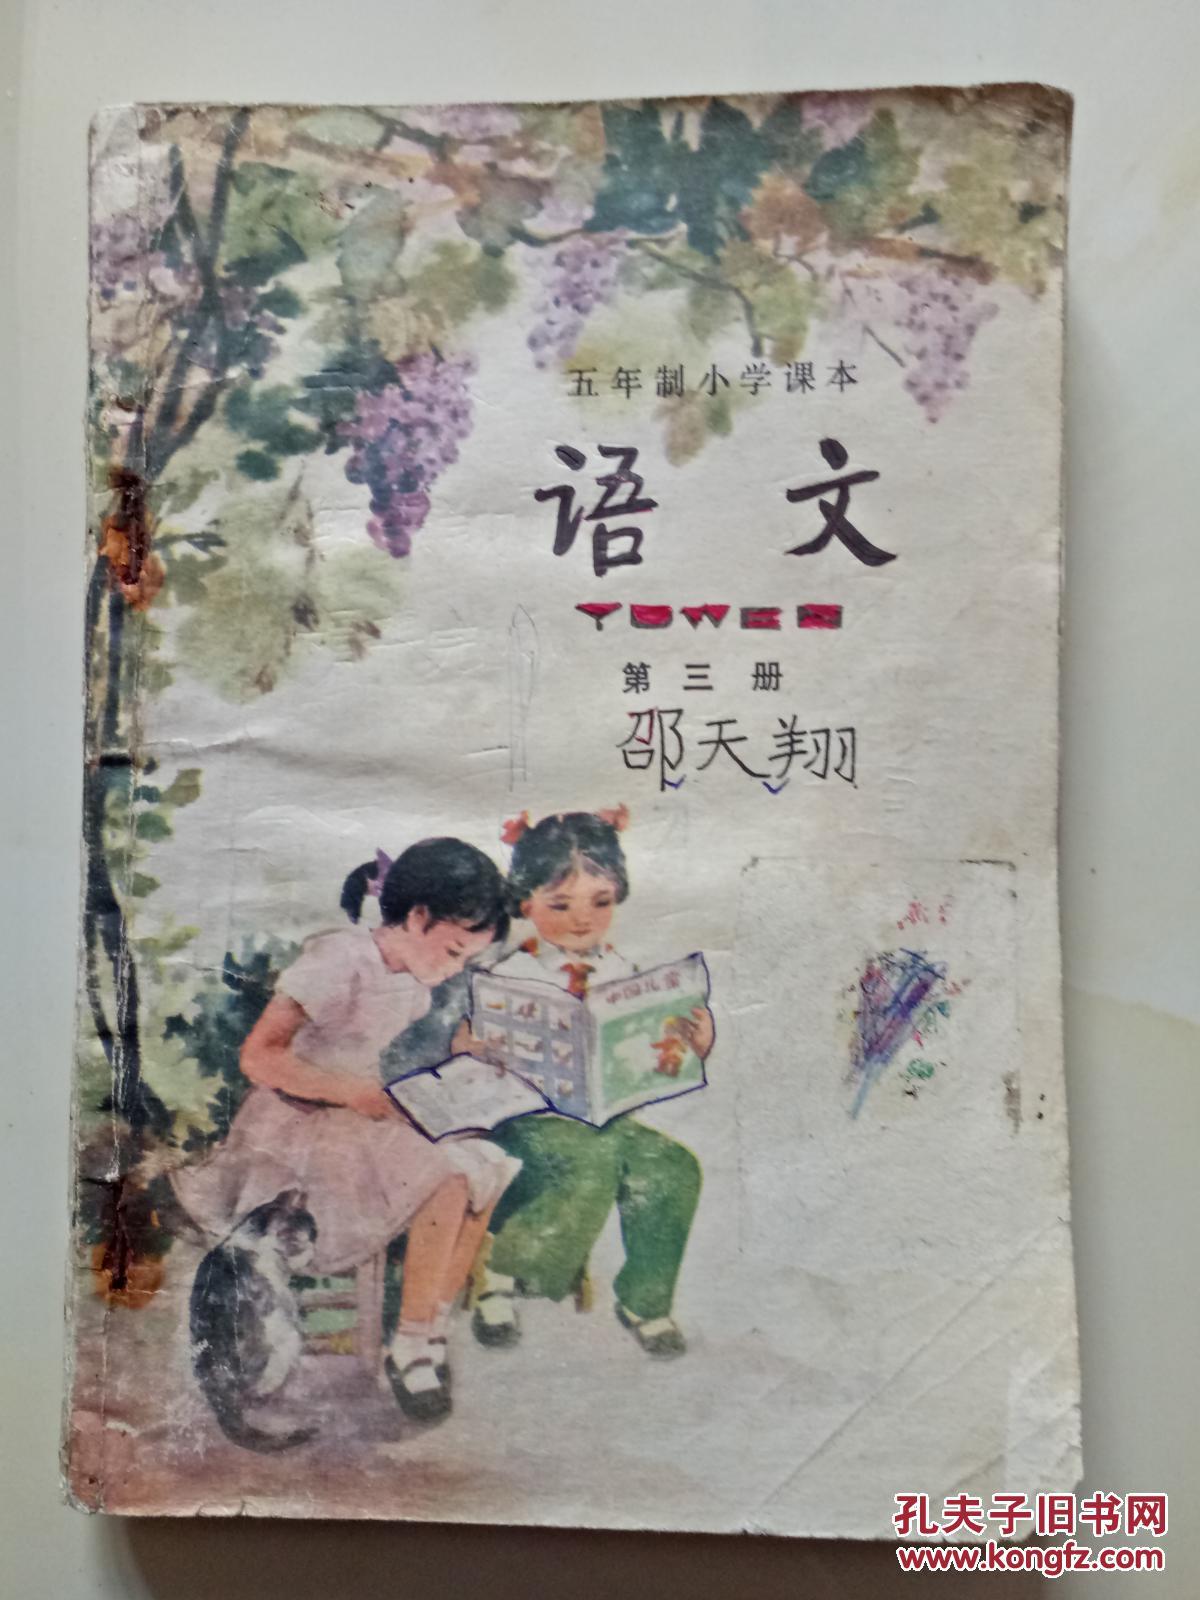 五年制小学课本
语文
YUWEN
第三册
邵天翔
中国儿童
孔夫子旧书网
www.kongfz.com